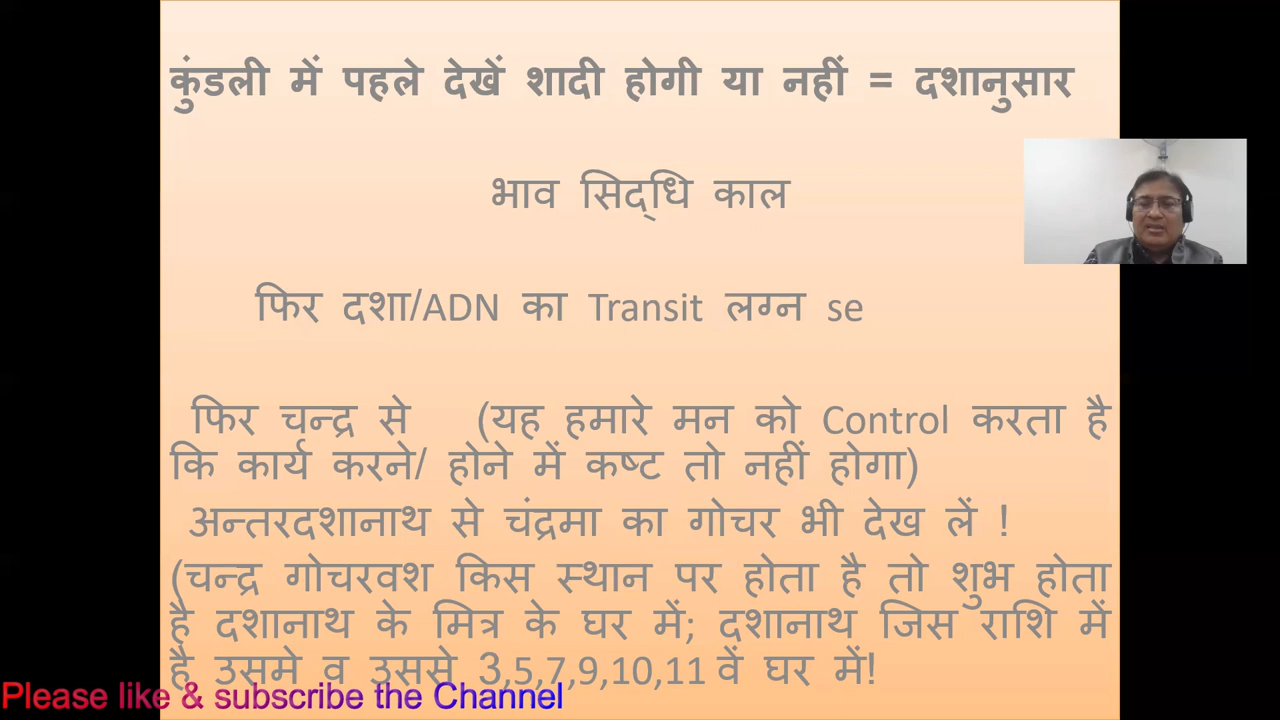 कुंडली में पहले देखें शादी होगी या नहीं = दशानुसार
भाव सिद्धि काल
फिर दशा/ADN का Transit लग्न se
फिर चन्द्र से (यह हमारे मन को Control करता है
कि कार्य करने/ होने में कष्ट तो नहीं होगा)
अन्तरदशानाथ से चंद्रमा का गोचर भी देख लें !
(चन्द्र गोचरवश किस स्थान पर होता है तो शुभ होता
है दशानाथ के मित्र के घर में; दशानाथ जिस राशि में
है उसमे व उससे 3,5,7,9,10,11 वें घर में!
Please like & subscribe the Channel